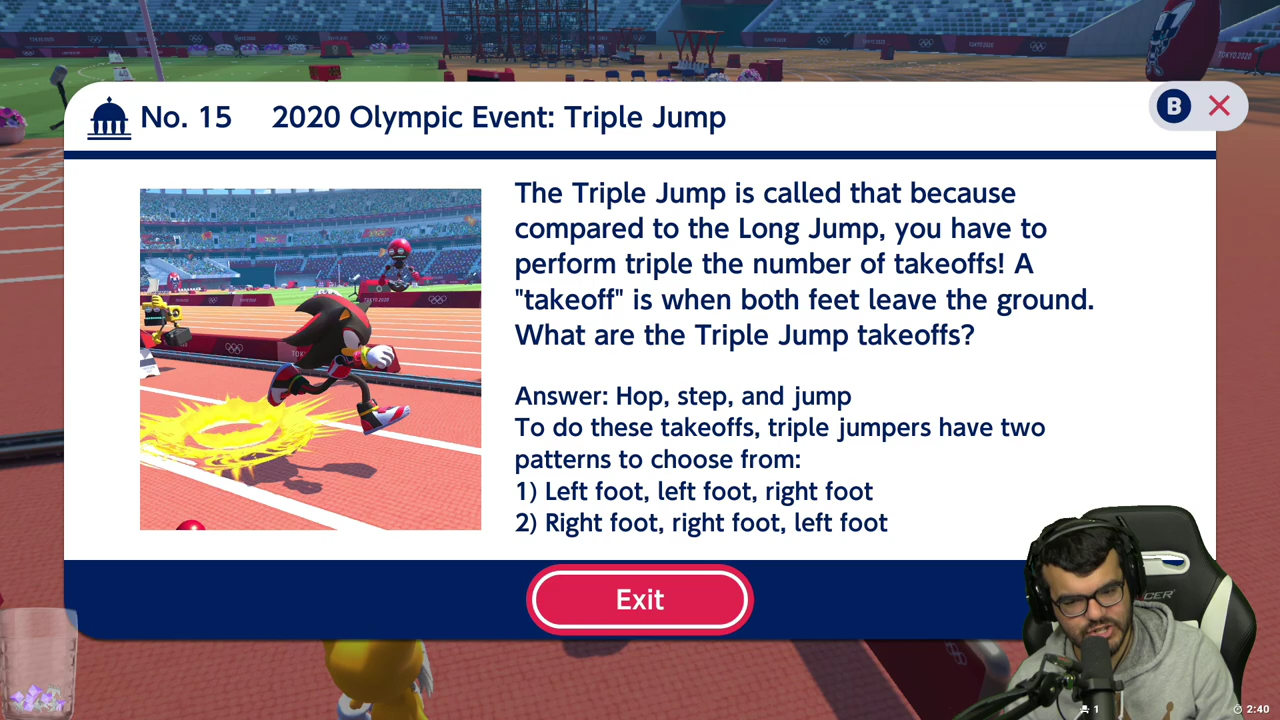 TOKYO 2020
No. 15 2020 Olympic Event: Triple Jump
B
The Triple Jump is called that because
compared to the Long Jump, you have to
perform triple the number of takeoffs! A
"takeoff" is when both feet leave the ground.
What are the Triple Jump takeoffs?
Answer: Hop, step, and jump
To do these takeoffs, triple jumpers have two
patterns to choose from:
1) Left foot, left foot, right foot
2) Right foot, right foot, left foot
Exit
1
2:40